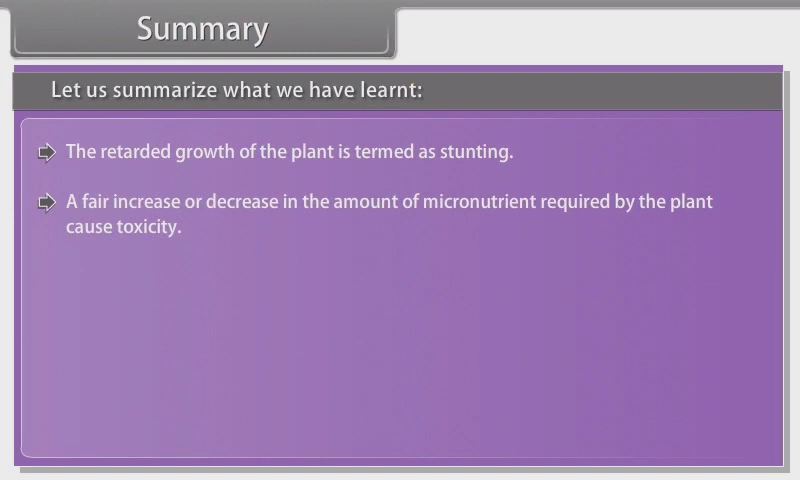 Summary
Let us summarize what we have learnt:
The retarded growth of the plant is termed as stunting.
A fair increase or decrease in the amount of micronutrient required by the plant
cause toxicity.